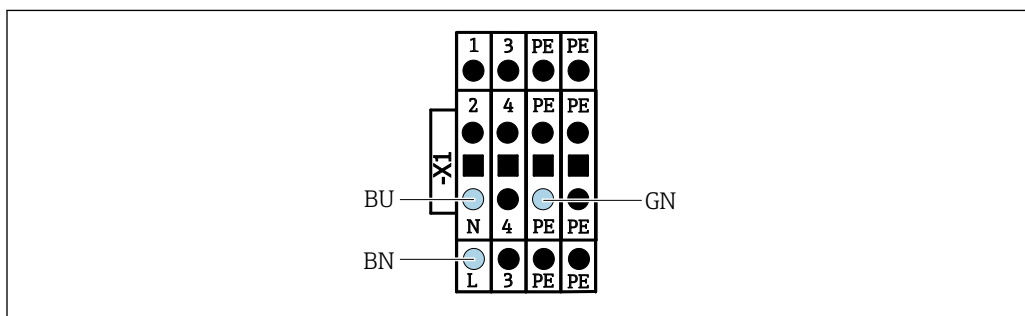 1 3 PE PE
2 4 PE PE
-X1
BU
GN
N 4 PE PE
BN
L 3 PE PE